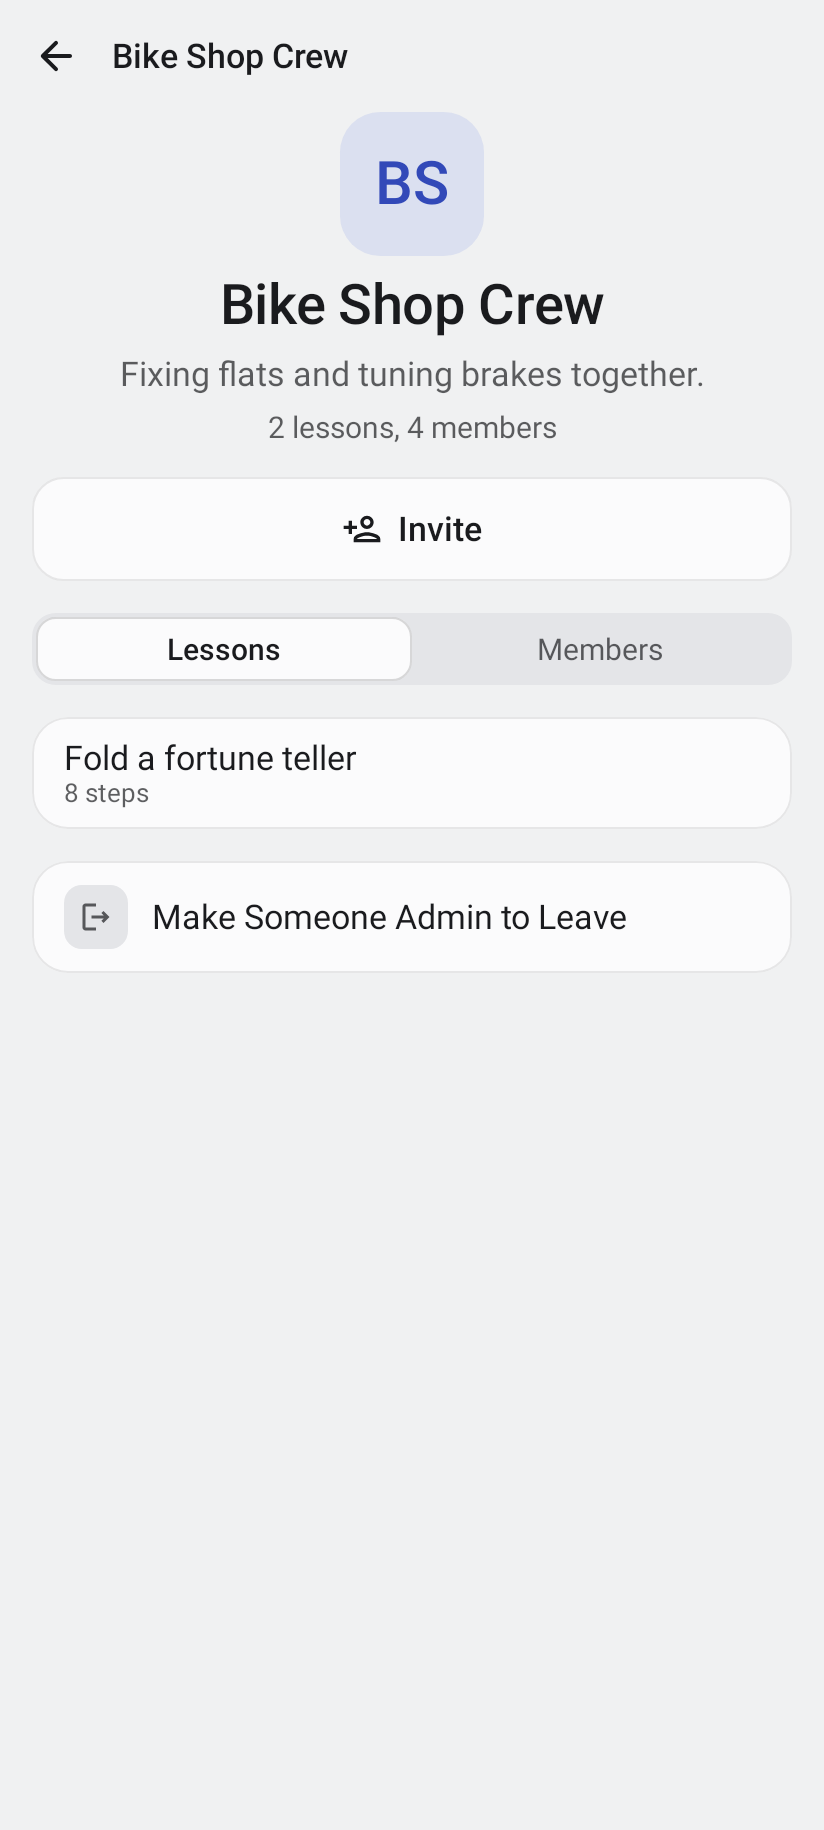 Bike Shop Crew
BS
Bike Shop Crew
Fixing flats and tuning brakes together.
2 lessons, 4 members
Invite
Lessons
Members
Fold a fortune teller
8 steps
Make Someone Admin to Leave